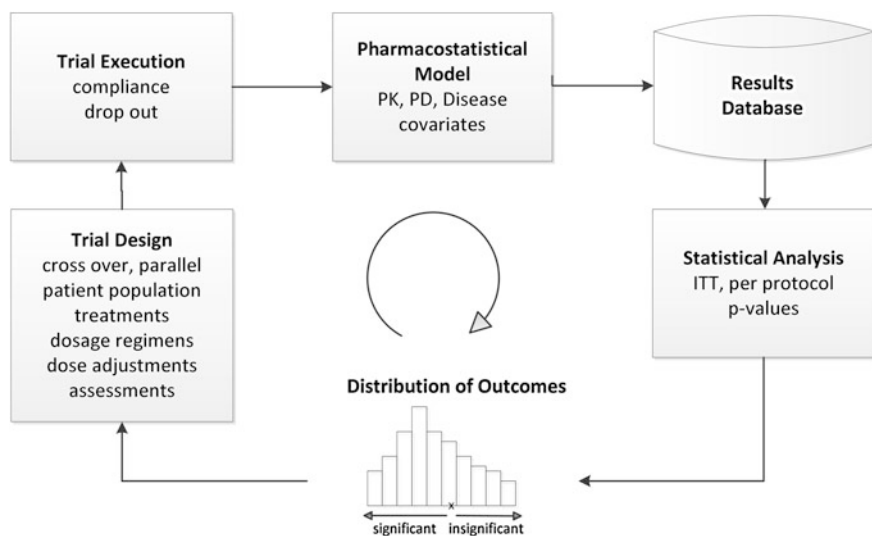 Trial Execution
compliance
drop out
Pharmacostatistical
Model
PK, PD, Disease
covariates
Results
Database
Trial Design
cross over, parallel
patient population
treatments
dosage regimens
dose adjustments
assessments
Statistical Analysis
ITT, per protocol
p-values
Distribution of Outcomes
x
significant insignificant